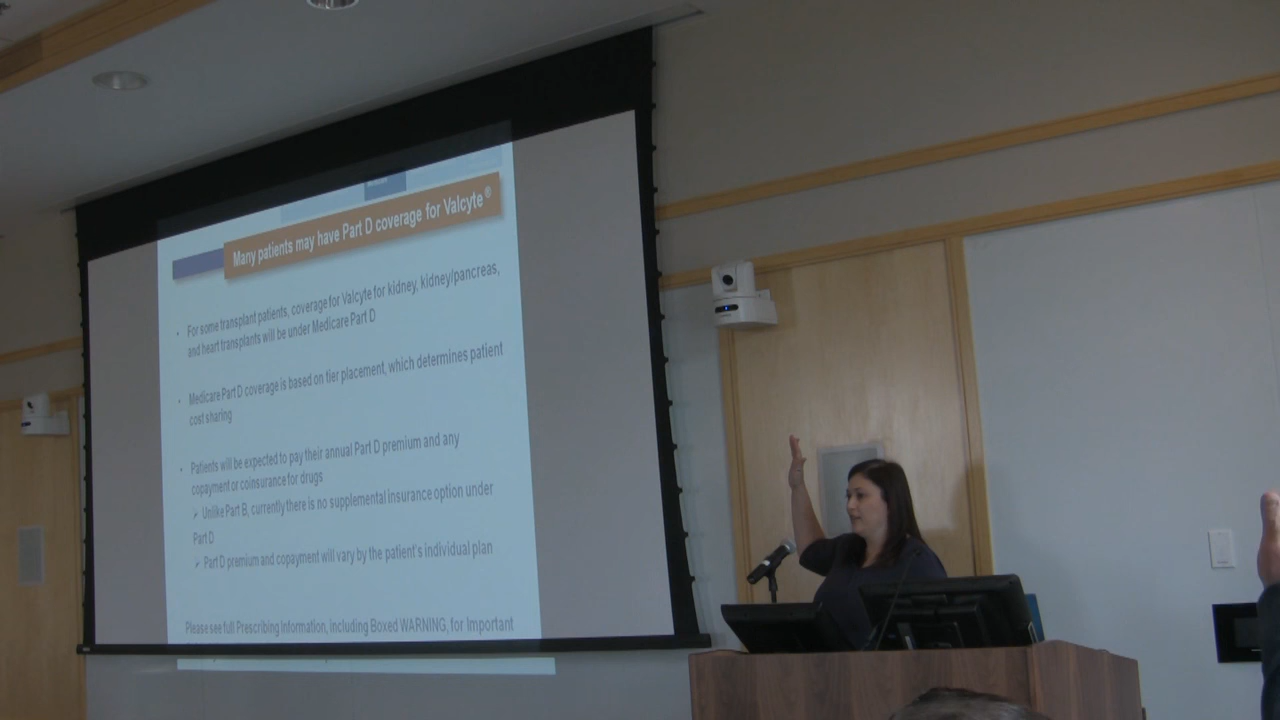 Many patients may have Part D coverage for Valcyte®
• For some transplant patients, coverage for Valcyte for kidney, kidney/pancreas,
and heart transplants will be under Medicare Part D
• Medicare Part D coverage is based on tier placement, which determines patient
cost sharing
• Patients will be expected to pay their annual Part D premium and any
copayment or coinsurance for drugs
➢ Unlike Part B, currently there is no supplemental insurance option under
Part D
➢ Part D premium and copayment will vary by the patient's individual plan
Please see full Prescribing Information, including Boxed WARNING, for Important